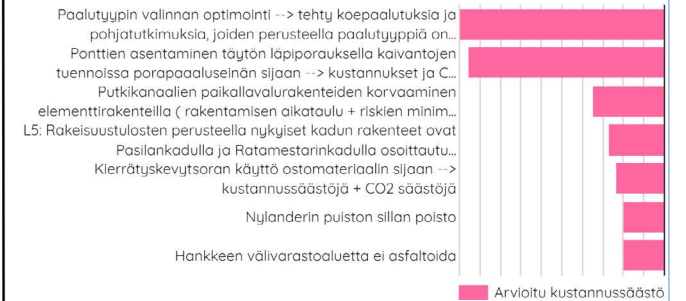 Paalutyypin valinnan optimointi --> tehty koepaalutuksia ja
pohjatutkimuksia, joiden perusteella paalutyyppiä on...
Ponttien asentaminen täytön läpiporauksella kaivantojen
tuennoissa porapaaaluseinän sijaan --> kustannukset ja C...
Putkikanaalien paikallavalurakenteiden korvaaminen
elementtirakenteilla ( rakentamisen aikataulu + riskien minim...
L5: Rakeisuustulosten perusteella nykyiset kadun rakenteet ovat
Pasilankadulla ja Ratamestarinkadulla osoittautu...
Kierrätyskevytsoran käyttö ostomateriaalin sijaan -->
kustannussäästöjä + CO2 säästöjä
Nylanderin puiston sillan poisto
Hankkeen välivarastoaluetta ei asfaltoida
Arvioitu kustannussäästö